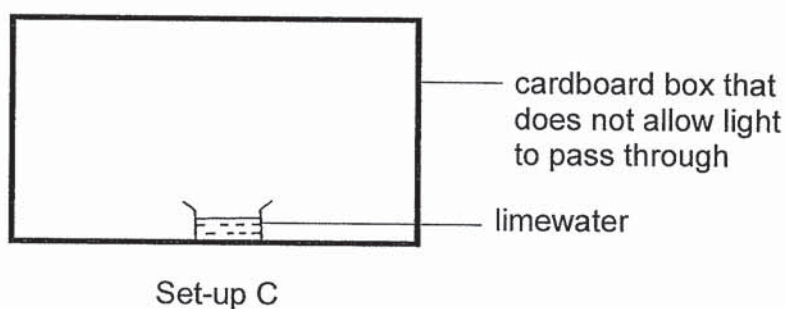 cardboard box that
does not allow light
to pass through
limewater
Set-up C